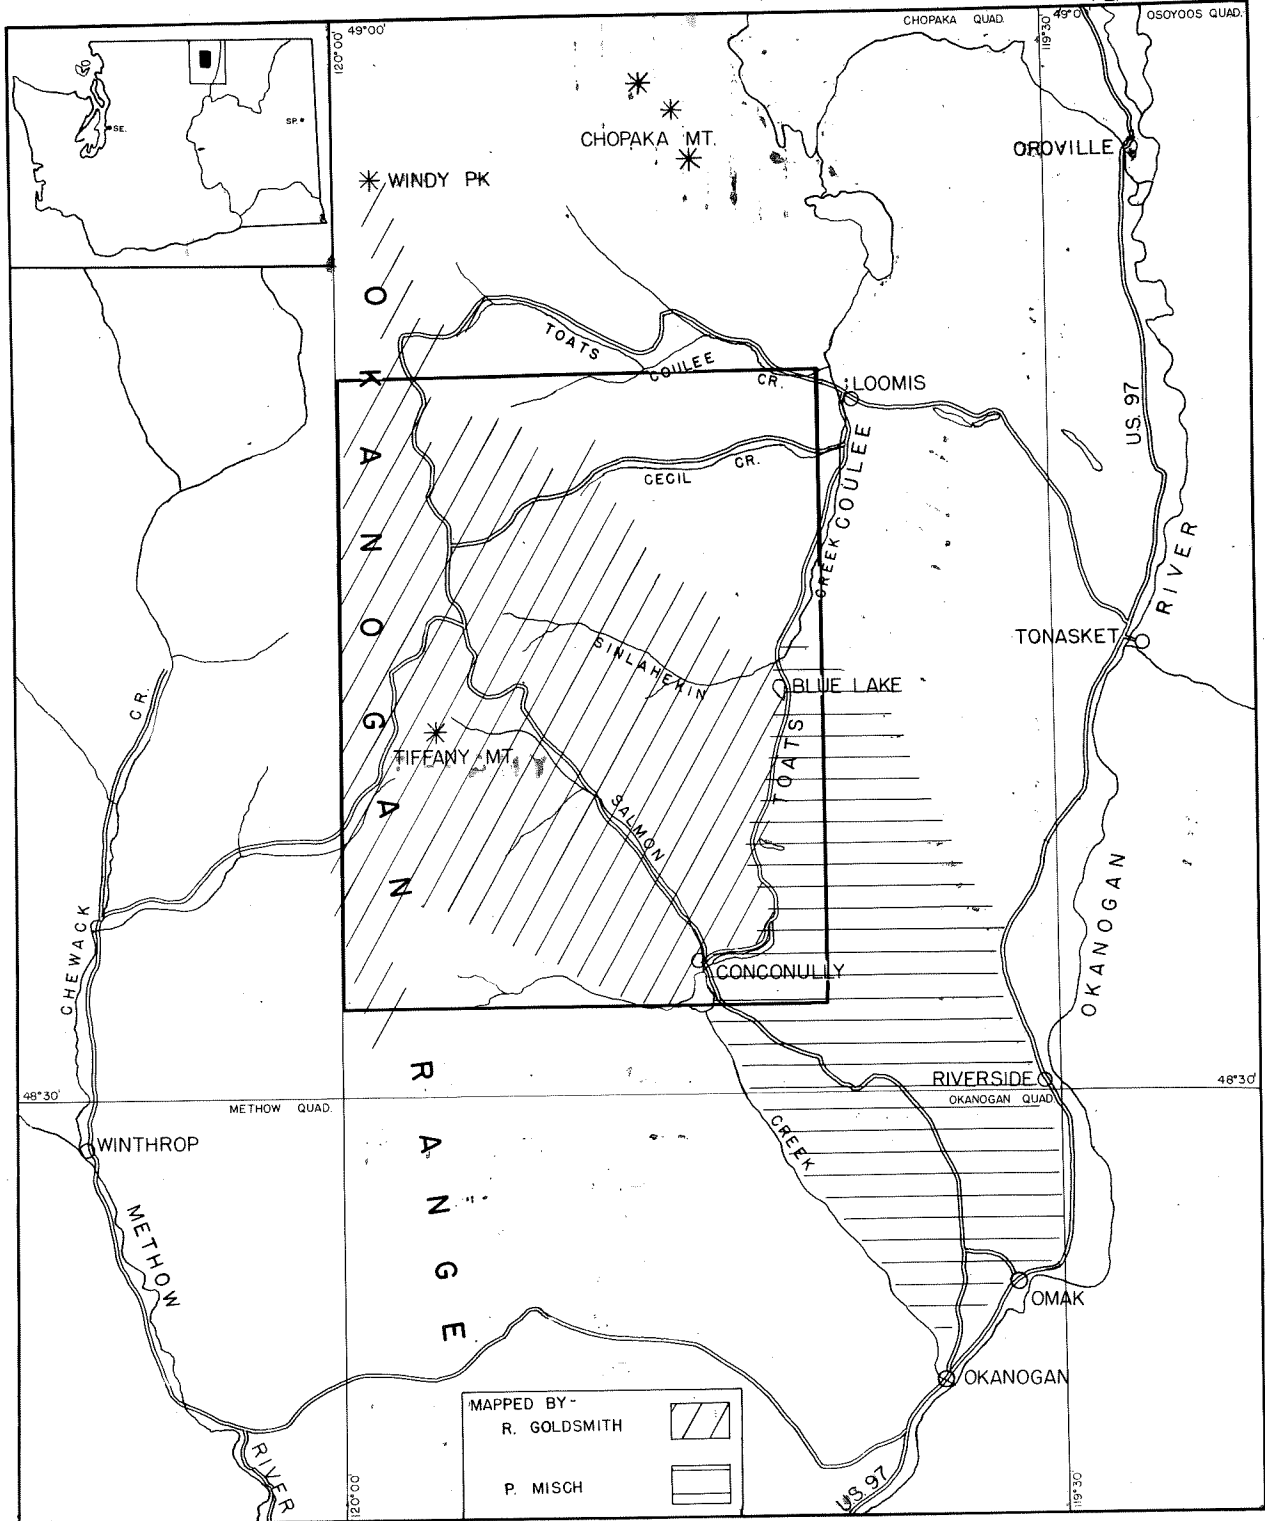 CHOPAKA QUAD.
49°0'
OSOYOOS QUAD.
49°00'
120°00'
119°30'
SE.
SP.
CHOPAKA MT.
OROVILLE
WINDY PK
TOATS
COULEE
CR.
LOOMIS
U.S. 97
CECIL
CR.
COULEE
CREEK
RIVER
TONASKET
SINLAHEKIN
BLUE LAKE
TOATS
TIFFANY MT.
CR.
SALMON
OKANOGAN
RANGE
CHEWACK
CONCONULLY
OKANOGAN
RIVERSIDE
48°30'
48°30'
METHOW QUAD.
OKANOGAN QUAD.
CREEK
WINTHROP
METHOW
OMAK
OKANOGAN
MAPPED BY-
R. GOLDSMITH
P. MISCH
RIVER
U.S. 97
120°00'
119°30'